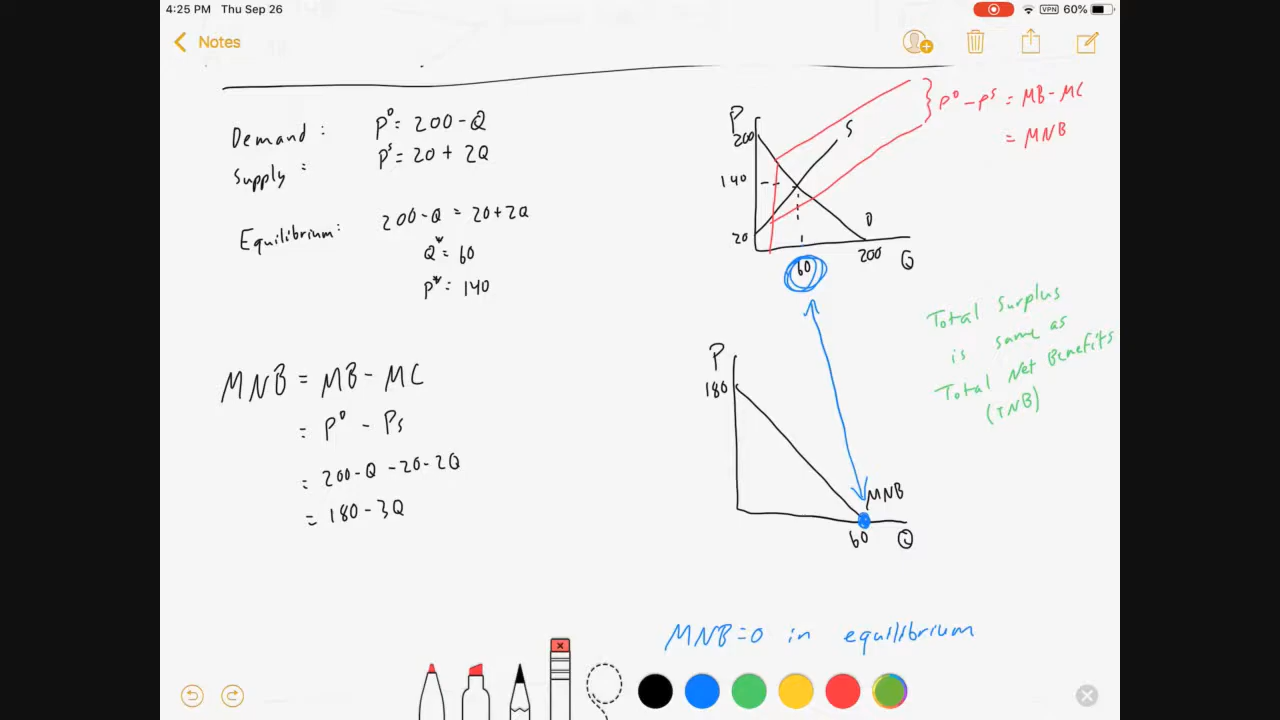 4:25 PM Thu Sep 26
VPN 60%
Notes
Demand : P^D = 200 - Q
Supply : P^S = 20 + 2Q
Equilibrium: 200-Q = 20+2Q
Q* = 60
P* = 140
MNB = MB - MC
= P^D - Ps
= 200-Q -20-2Q
= 180 - 3Q
P
200
140
20
S
D
60
200
Q
P^D - P^S = MB - MC
= MNB
Total Surplus
is same as
Total Net Benefits
(TNB)
P
180
MNB
60
Q
MNB=0 in equilibrium